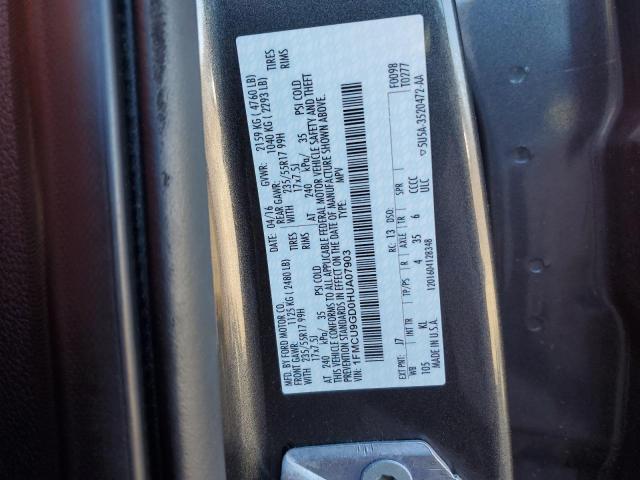 MFD. BY FORD MOTOR CO.
DATE: 04/16 GVWR: 2159 KG ( 4760 LB)
FRONT GAWR: 1125 KG ( 2480 LB) REAR GAWR: 1040 KG ( 2293 LB)
WITH 235/55R17 99H TIRES WITH 235/55R17 99H TIRES
17x7.5J RIMS 17x7.5J RIMS
AT 240 kPa/ 35 PSI COLD AT 240 kPa/ 35 PSI COLD
THIS VEHICLE CONFORMS TO ALL APPLICABLE FEDERAL MOTOR VEHICLE SAFETY AND THEFT
PREVENTION STANDARDS IN EFFECT ON THE DATE OF MANUFACTURE SHOWN ABOVE.
VIN: 1FMCU9GD0HUA07903 TYPE: MPV
F0098
T0277
EXT PNT: J7 RC: 13 DSO:
WB INT TR TP/PS R AXLE TR SPR
105 KL 4 35 6 CCCC
MADE IN U.S.A. ULC
1201604128348 ▽5U5A-3520472-AA